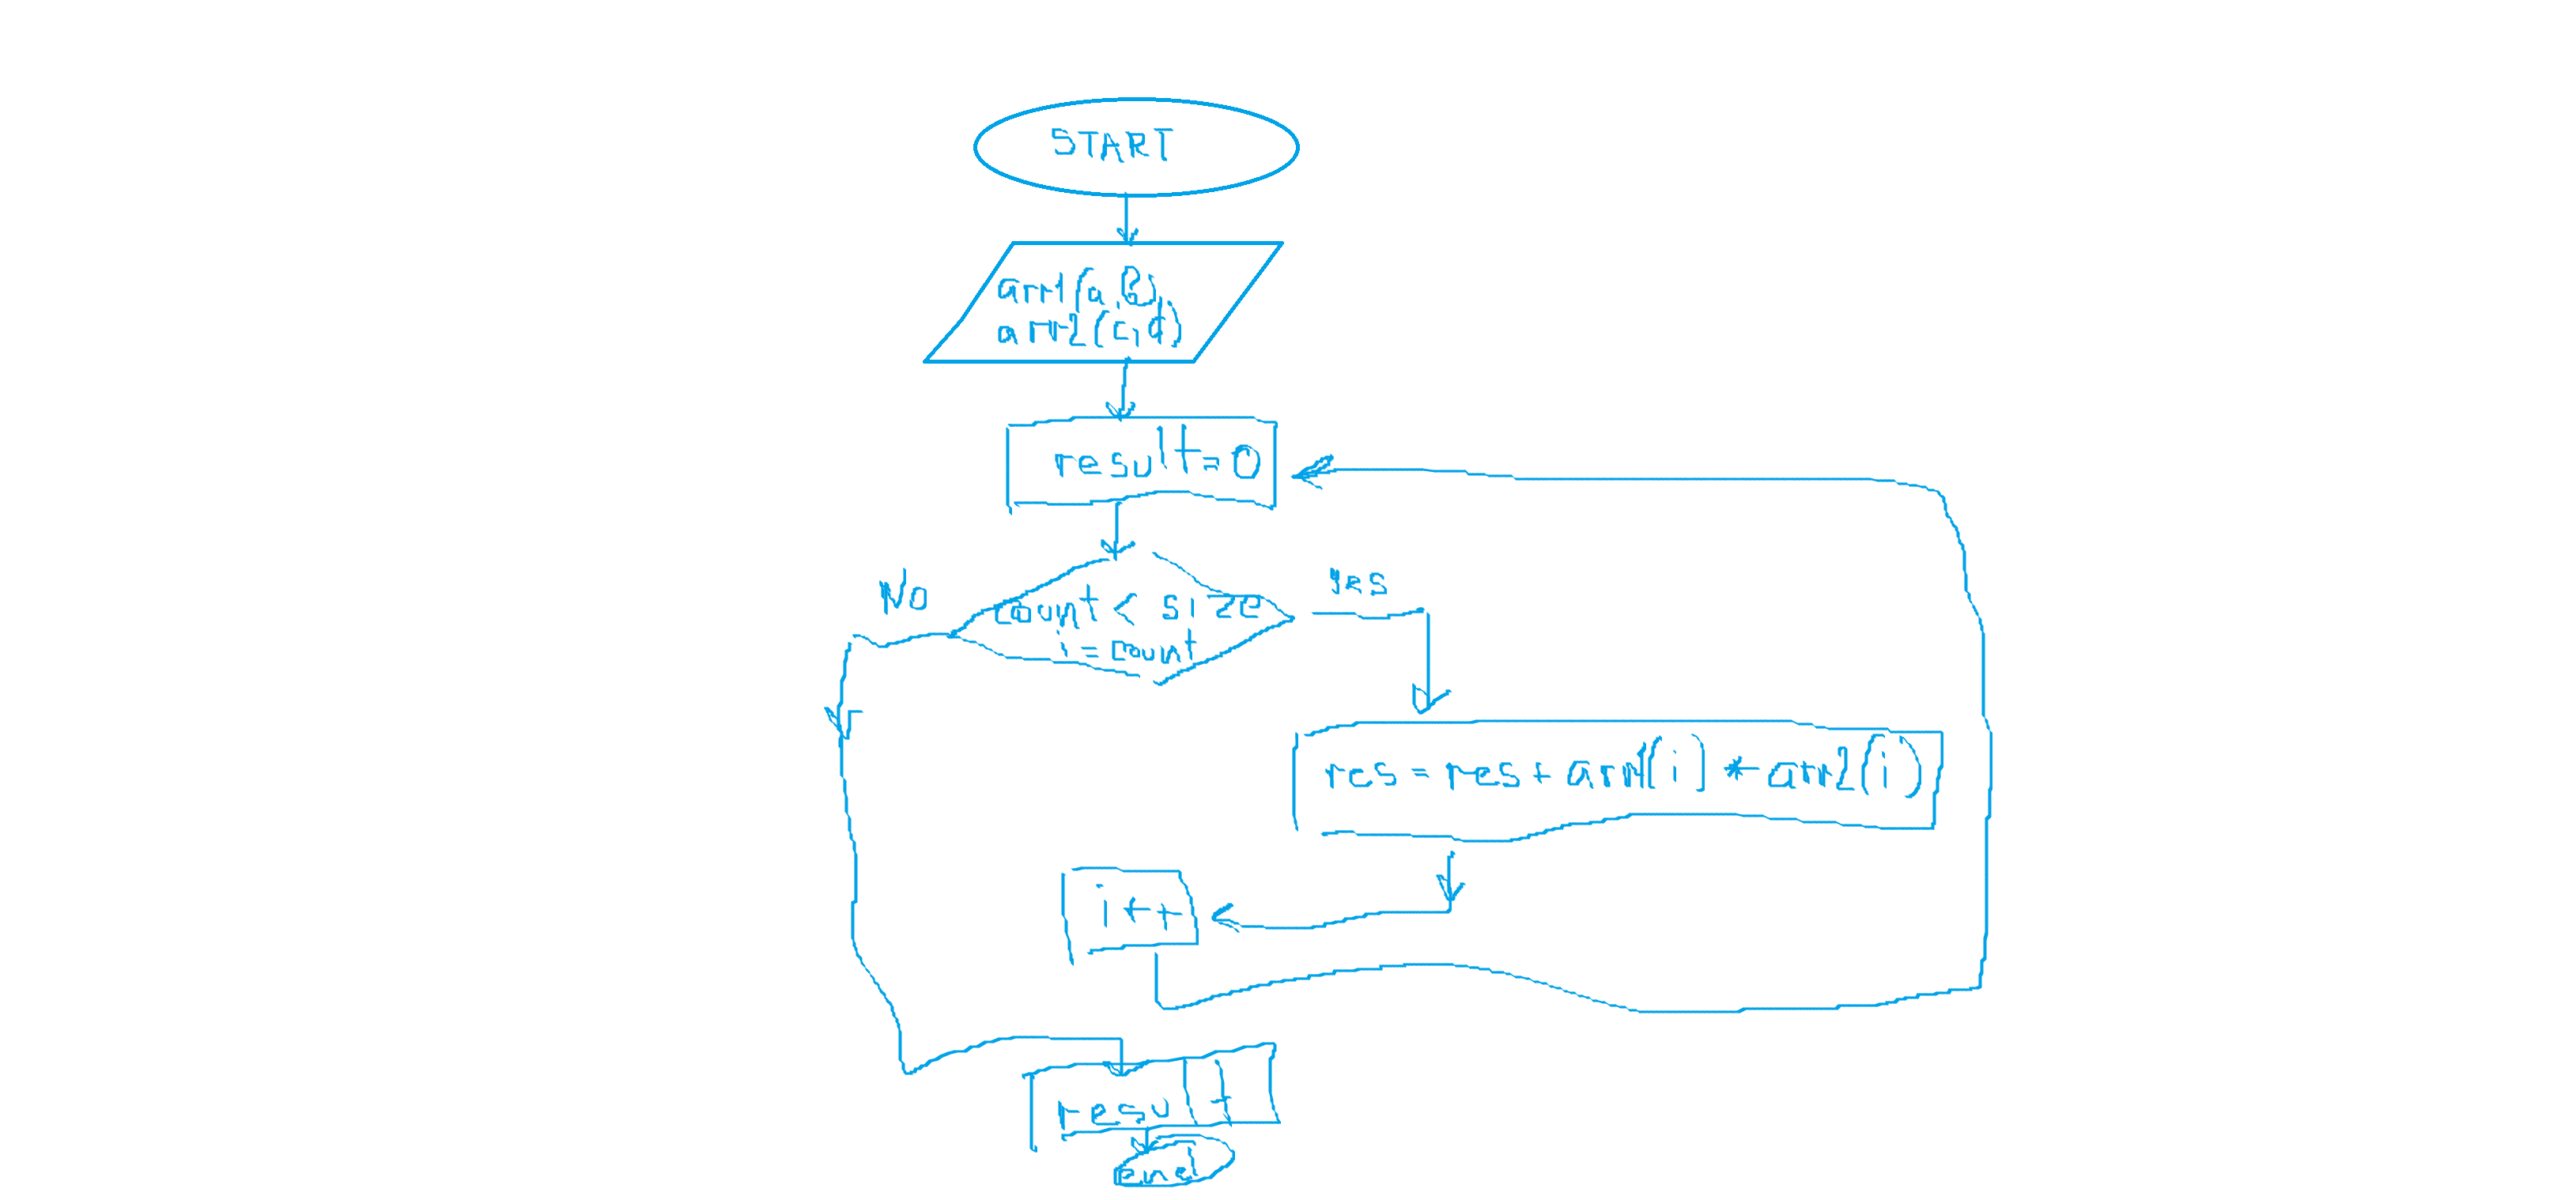 START
arr1(a,b),
arr2(c,d)
result=0
No
yes
count < size
i = count
res = res + arr1(i) * arr2(i)
i++
result
end